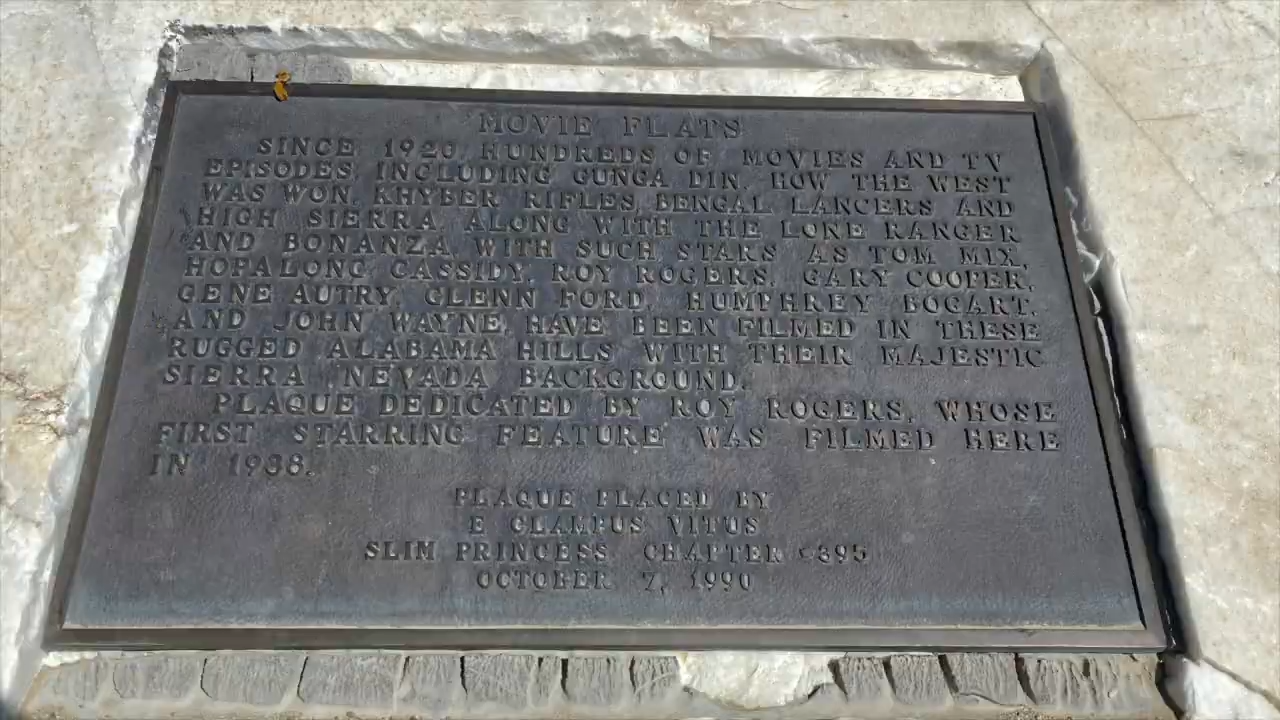 MOVIE FLATS
SINCE 1920 HUNDREDS OF MOVIES AND TV
EPISODES, INCLUDING GUNGA DIN, HOW THE WEST
WAS WON, KHYBER RIFLES, BENGAL LANCERS AND
HIGH SIERRA, ALONG WITH THE LONE RANGER
AND BONANZA, WITH SUCH STARS AS TOM MIX,
HOPALONG CASSIDY, ROY ROGERS, GARY COOPER,
GENE AUTRY, GLENN FORD, HUMPHREY BOGART,
AND JOHN WAYNE, HAVE BEEN FILMED IN THESE
RUGGED ALABAMA HILLS WITH THEIR MAJESTIC
SIERRA NEVADA BACKGROUND.
PLAQUE DEDICATED BY ROY ROGERS, WHOSE
FIRST STARRING FEATURE WAS FILMED HERE
IN 1938.
PLAQUE PLACED BY
E CLAMPUS VITUS
SLIM PRINCESS CHAPTER -395
OCTOBER 7, 1990